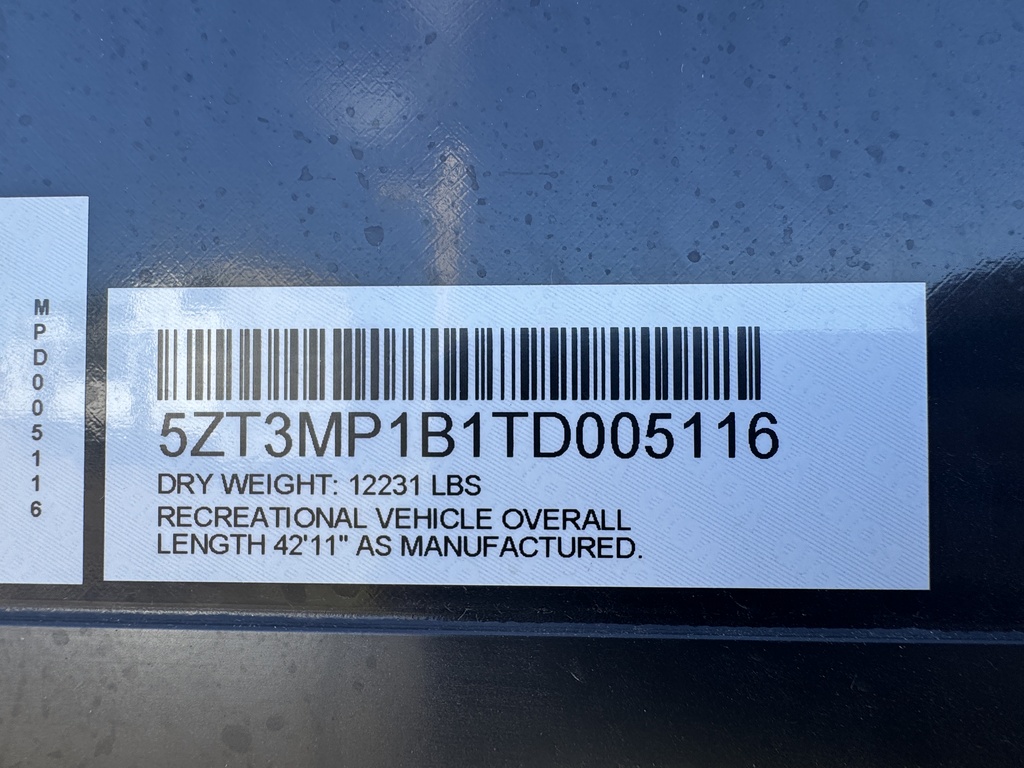 MPD005116
5ZT3MP1B1TD005116
DRY WEIGHT: 12231 LBS
RECREATIONAL VEHICLE OVERALL
LENGTH 42'11" AS MANUFACTURED.